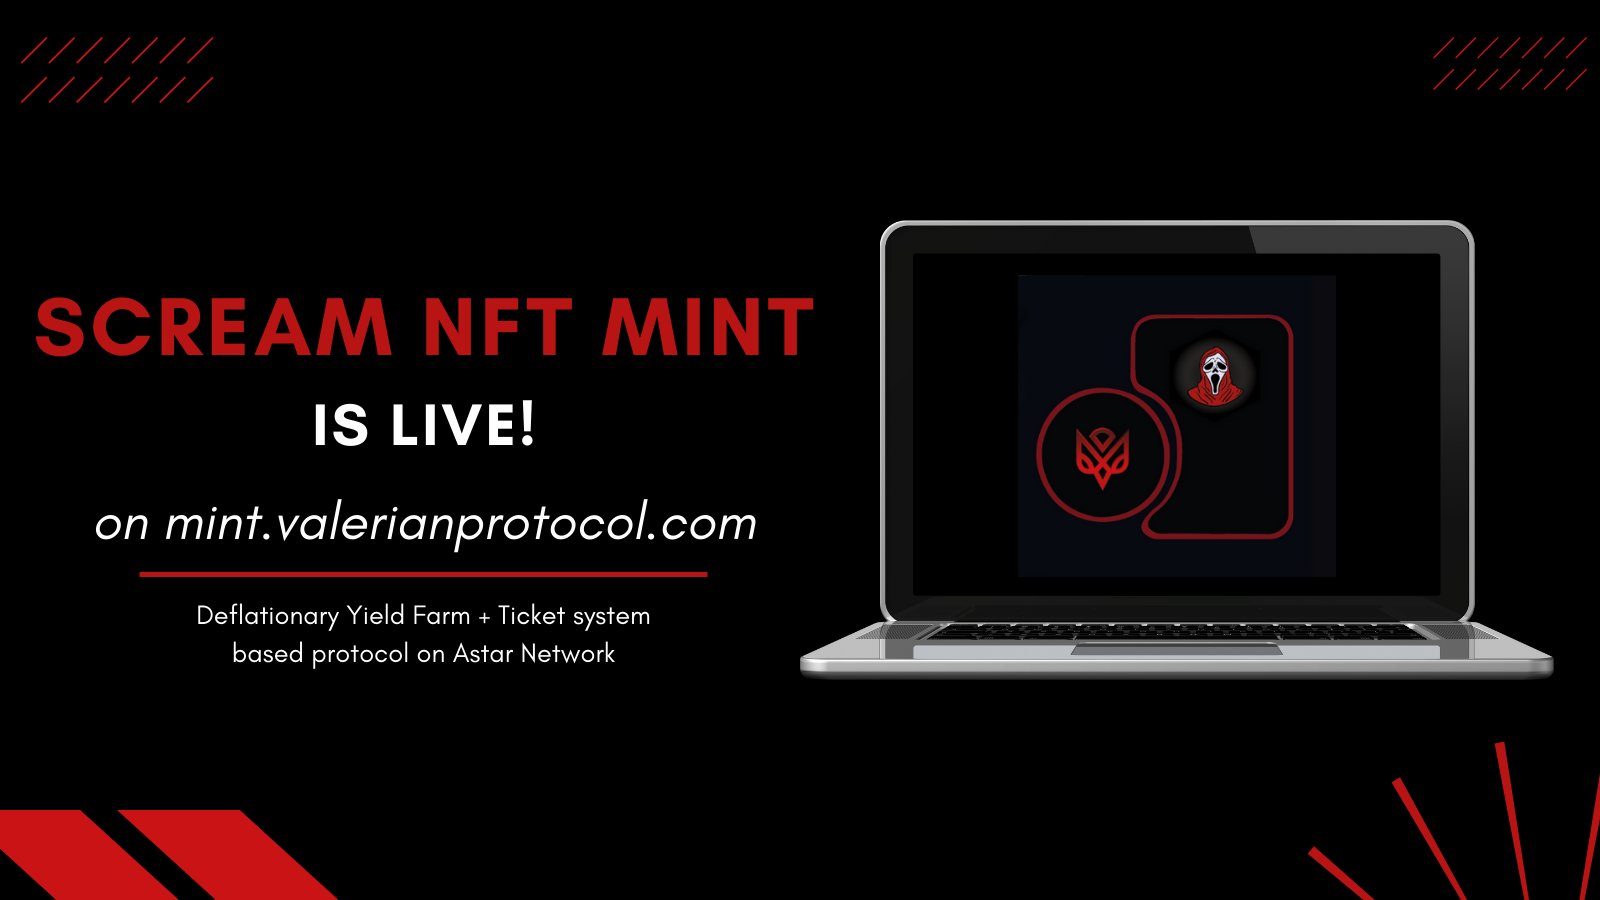 SCREAM NFT MINT
IS LIVE!
on mint.valerianprotocol.com
Deflationary Yield Farm + Ticket system
based protocol on Astar Network